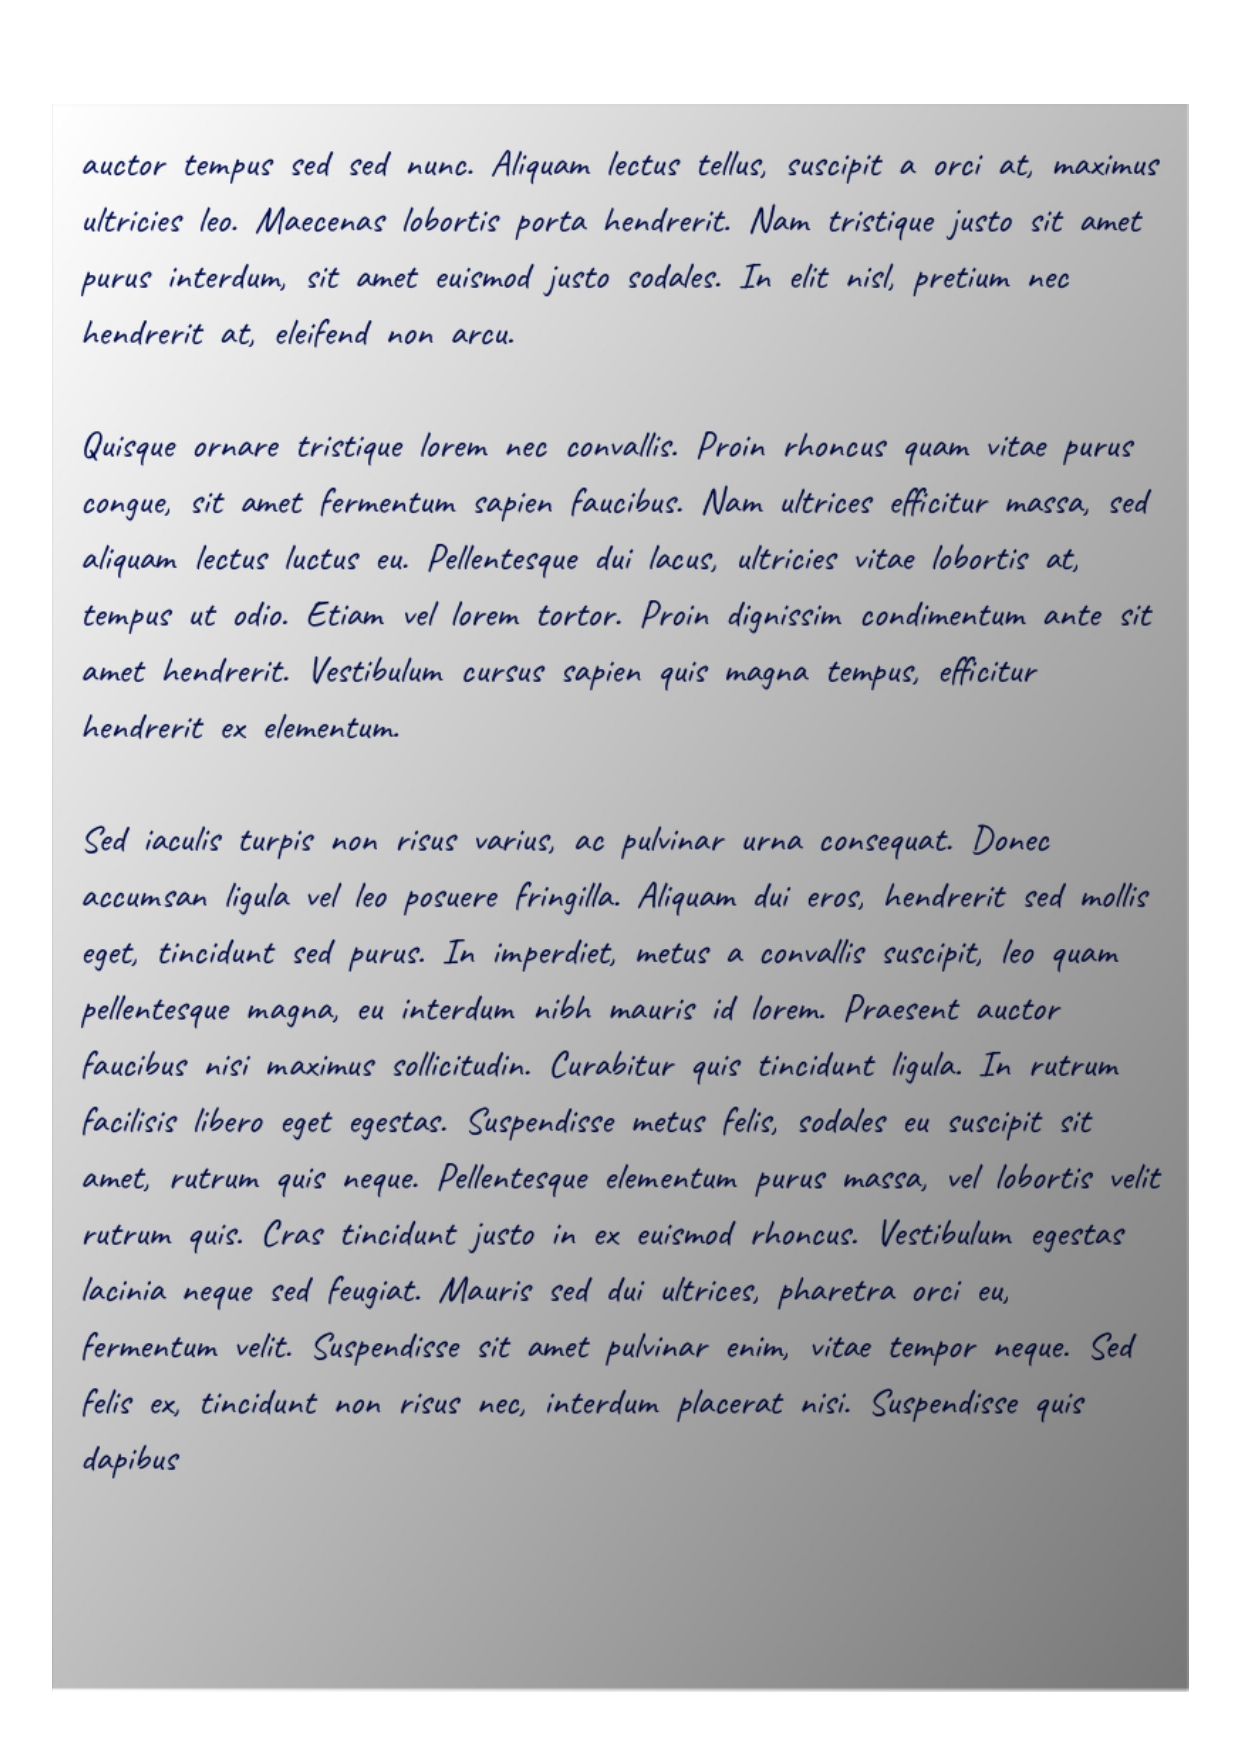 auctor tempus sed sed nunc. Aliquam lectus tellus, suscipit a orci at, maximus
ultricies leo. Maecenas lobortis porta hendrerit. Nam tristique justo sit amet
purus interdum, sit amet euismod justo sodales. In elit nisl, pretium nec
hendrerit at, eleifend non arcu.

Quisque ornare tristique lorem nec convallis. Proin rhoncus quam vitae purus
congue, sit amet fermentum sapien faucibus. Nam ultrices efficitur massa, sed
aliquam lectus luctus eu. Pellentesque dui lacus, ultricies vitae lobortis at,
tempus ut odio. Etiam vel lorem tortor. Proin dignissim condimentum ante sit
amet hendrerit. Vestibulum cursus sapien quis magna tempus, efficitur
hendrerit ex elementum.

Sed iaculis turpis non risus varius, ac pulvinar urna consequat. Donec
accumsan ligula vel leo posuere fringilla. Aliquam dui eros, hendrerit sed mollis
eget, tincidunt sed purus. In imperdiet, metus a convallis suscipit, leo quam
pellentesque magna, eu interdum nibh mauris id lorem. Praesent auctor
faucibus nisi maximus sollicitudin. Curabitur quis tincidunt ligula. In rutrum
facilisis libero eget egestas. Suspendisse metus felis, sodales eu suscipit sit
amet, rutrum quis neque. Pellentesque elementum purus massa, vel lobortis velit
rutrum quis. Cras tincidunt justo in ex euismod rhoncus. Vestibulum egestas
lacinia neque sed feugiat. Mauris sed dui ultrices, pharetra orci eu,
fermentum velit. Suspendisse sit amet pulvinar enim, vitae tempor neque. Sed
felis ex, tincidunt non risus nec, interdum placerat nisi. Suspendisse quis
dapibus